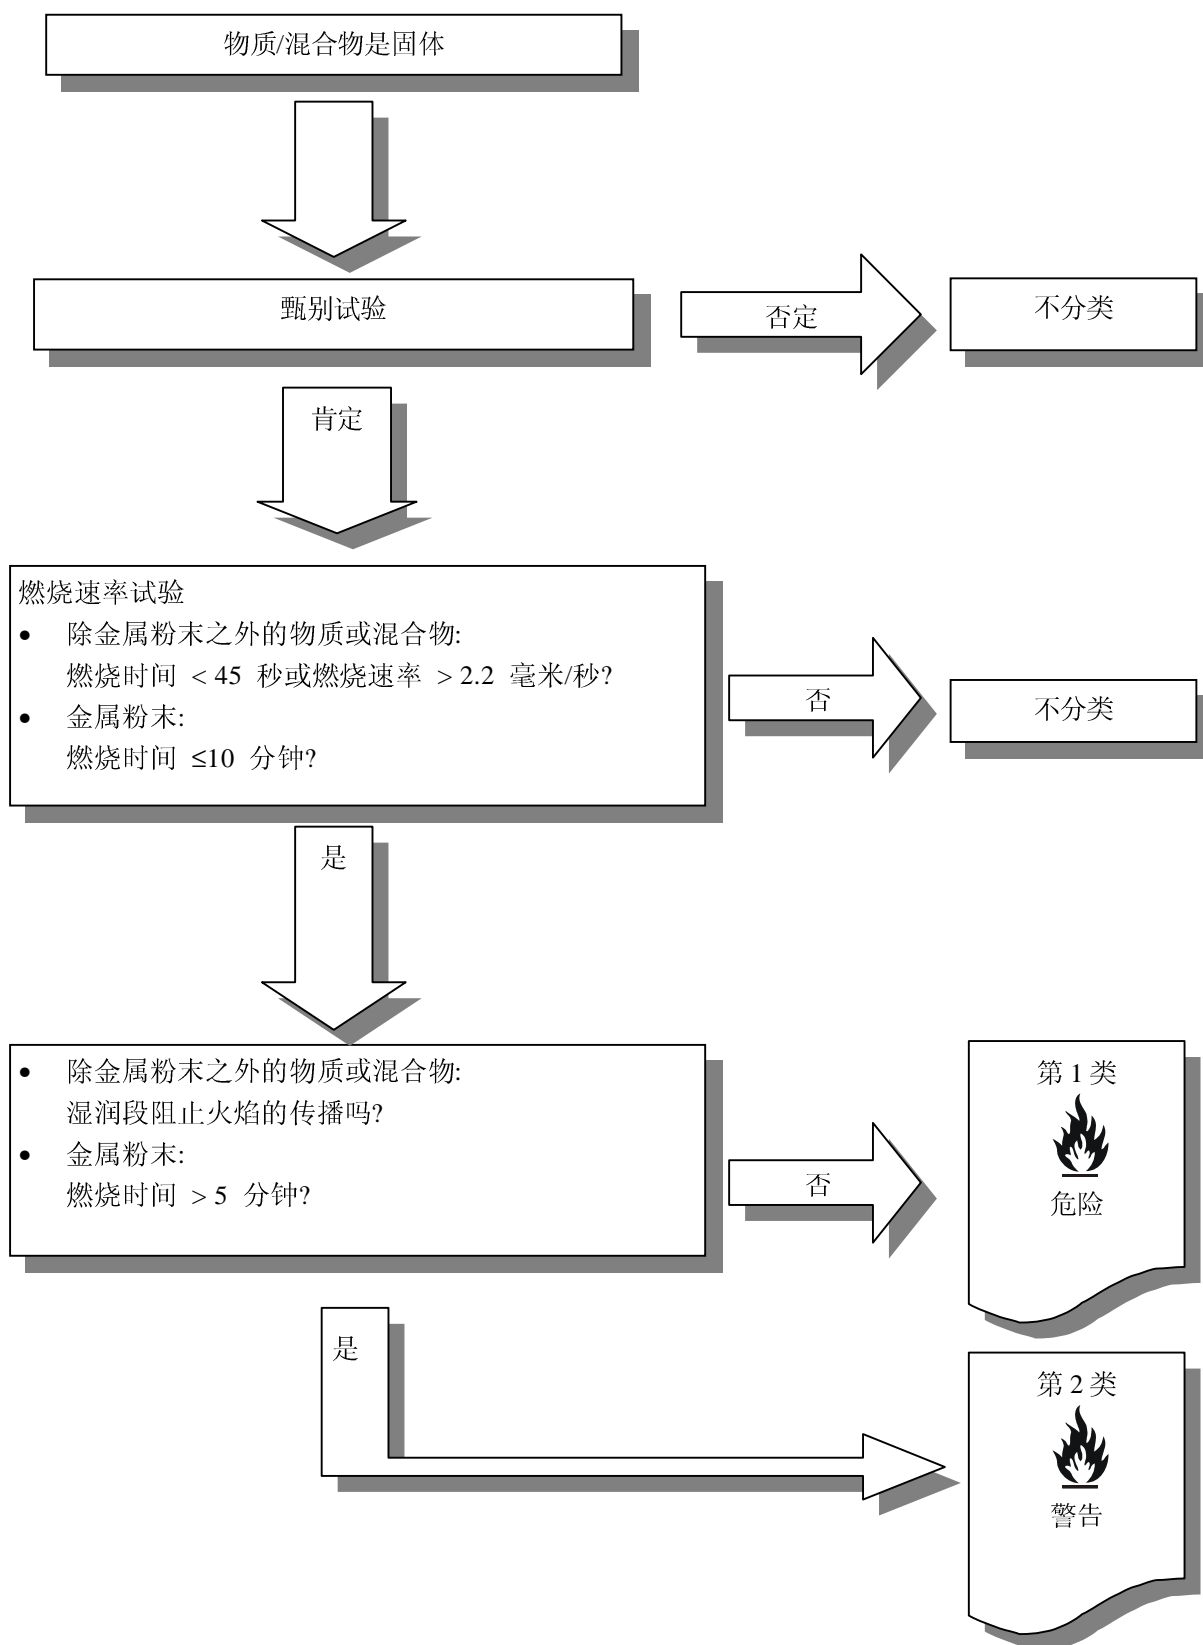 物质/混合物是固体
甄别试验
否定
不分类
肯定
燃烧速率试验
• 除金属粉末之外的物质或混合物:
燃烧时间 < 45 秒或燃烧速率 > 2.2 毫米/秒?
• 金属粉末:
燃烧时间 ≤10 分钟?
否
不分类
是
• 除金属粉末之外的物质或混合物:
湿润段阻止火焰的传播吗?
• 金属粉末:
燃烧时间 > 5 分钟?
否
第 1 类
危险
是
第 2 类
警告